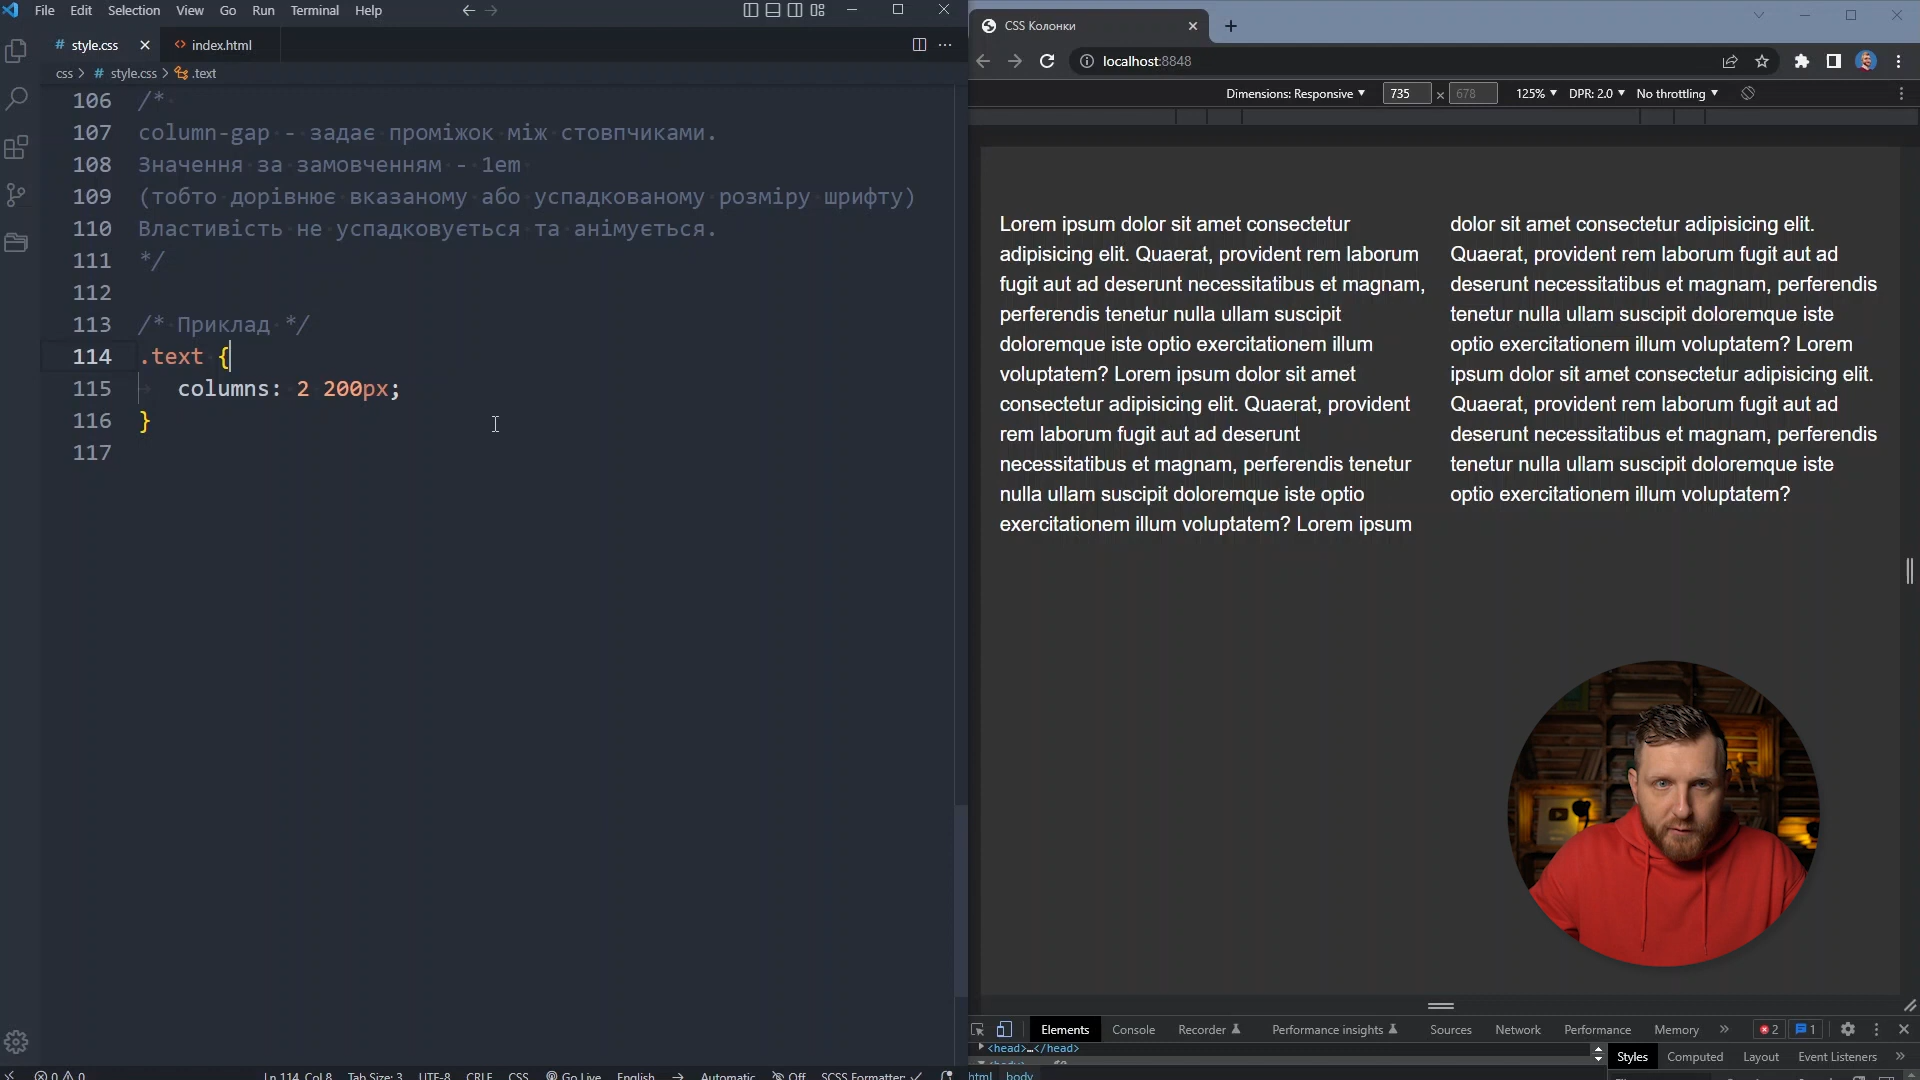 File Edit Selection View Go Run Terminal Help
# style.css
<> index.html
css > # style.css > .text
106 /*
107 column-gap - задає проміжок між стовпчиками.
108 Значення за замовченням - 1em
109 (тобто дорівнює вказаному або успадкованому розміру шрифту)
110 Властивість не успадковується та анімується.
111 */
112
113 /* Приклад */
114 .text {
115 columns: 2 200px;
116 }
117
Ln 114, Col 8 Tab Size: 3 UTF-8 CRLF CSS Go Live English Automatic Off SCSS Formatter:
CSS Колонки
localhost:8848
Dimensions: Responsive 735 × 678 125% DPR: 2.0 No throttling
Lorem ipsum dolor sit amet consectetur
adipisicing elit. Quaerat, provident rem laborum
fugit aut ad deserunt necessitatibus et magnam,
perferendis tenetur nulla ullam suscipit
doloremque iste optio exercitationem illum
voluptatem? Lorem ipsum dolor sit amet
consectetur adipisicing elit. Quaerat, provident
rem laborum fugit aut ad deserunt
necessitatibus et magnam, perferendis tenetur
nulla ullam suscipit doloremque iste optio
exercitationem illum voluptatem? Lorem ipsum
dolor sit amet consectetur adipisicing elit.
Quaerat, provident rem laborum fugit aut ad
deserunt necessitatibus et magnam, perferendis
tenetur nulla ullam suscipit doloremque iste
optio exercitationem illum voluptatem? Lorem
ipsum dolor sit amet consectetur adipisicing elit.
Quaerat, provident rem laborum fugit aut ad
deserunt necessitatibus et magnam, perferendis
tenetur nulla ullam suscipit doloremque iste
optio exercitationem illum voluptatem?
Elements Console Recorder Performance insights Sources Network Performance Memory » 2 1
<head>…</head>
Styles Computed Layout Event Listeners »
html body